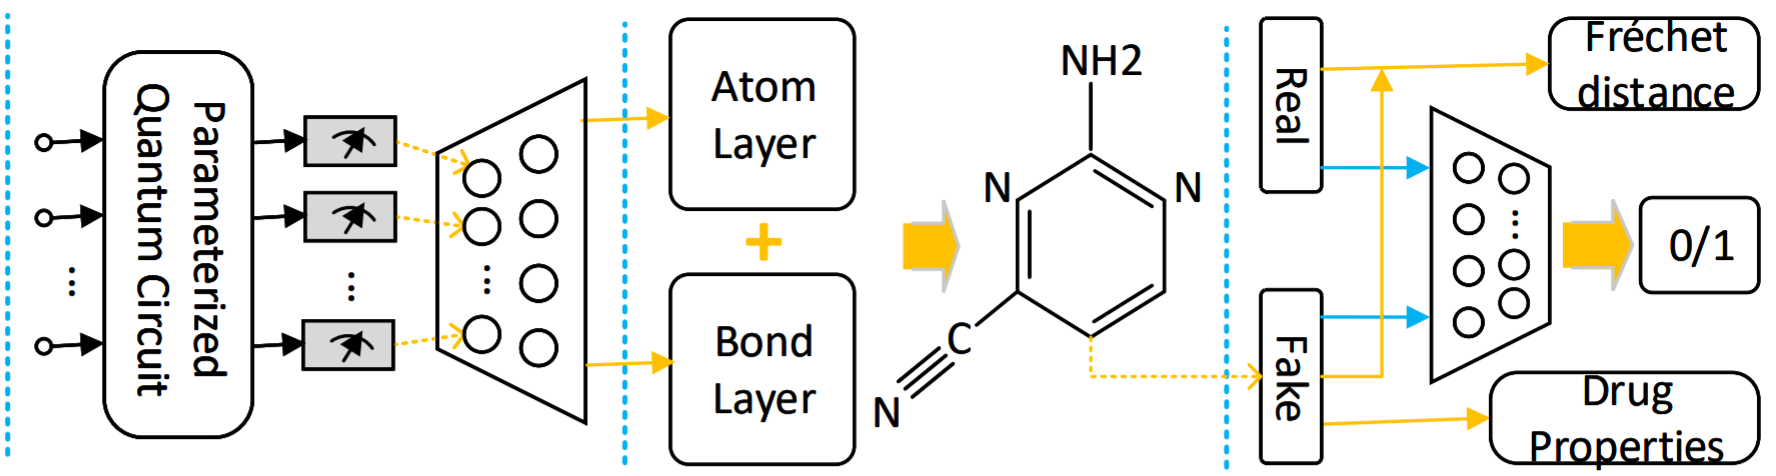 Parameterized
Quantum Circuit
...
...
...
Atom
Layer
+
Bond
Layer
NH2
N
N
C
N
Real
Fake
...
Fréchet
distance
0/1
Drug
Properties